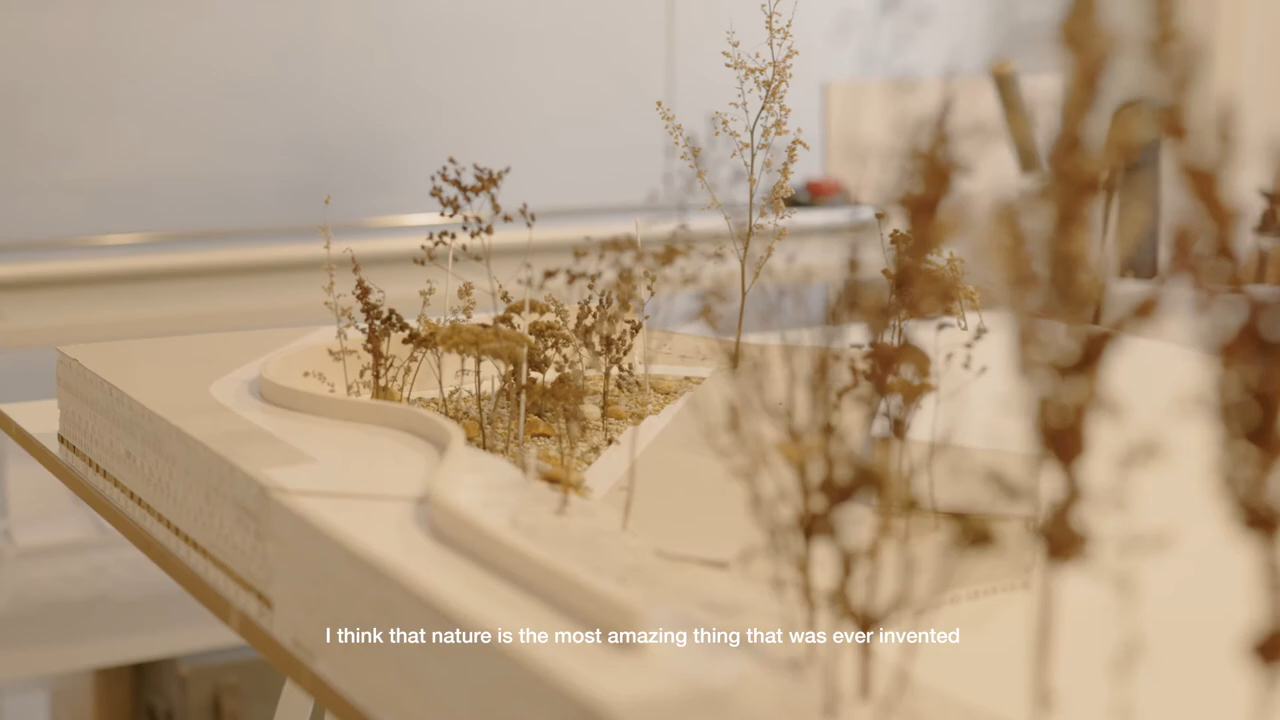 I think that nature is the most amazing thing that was ever invented